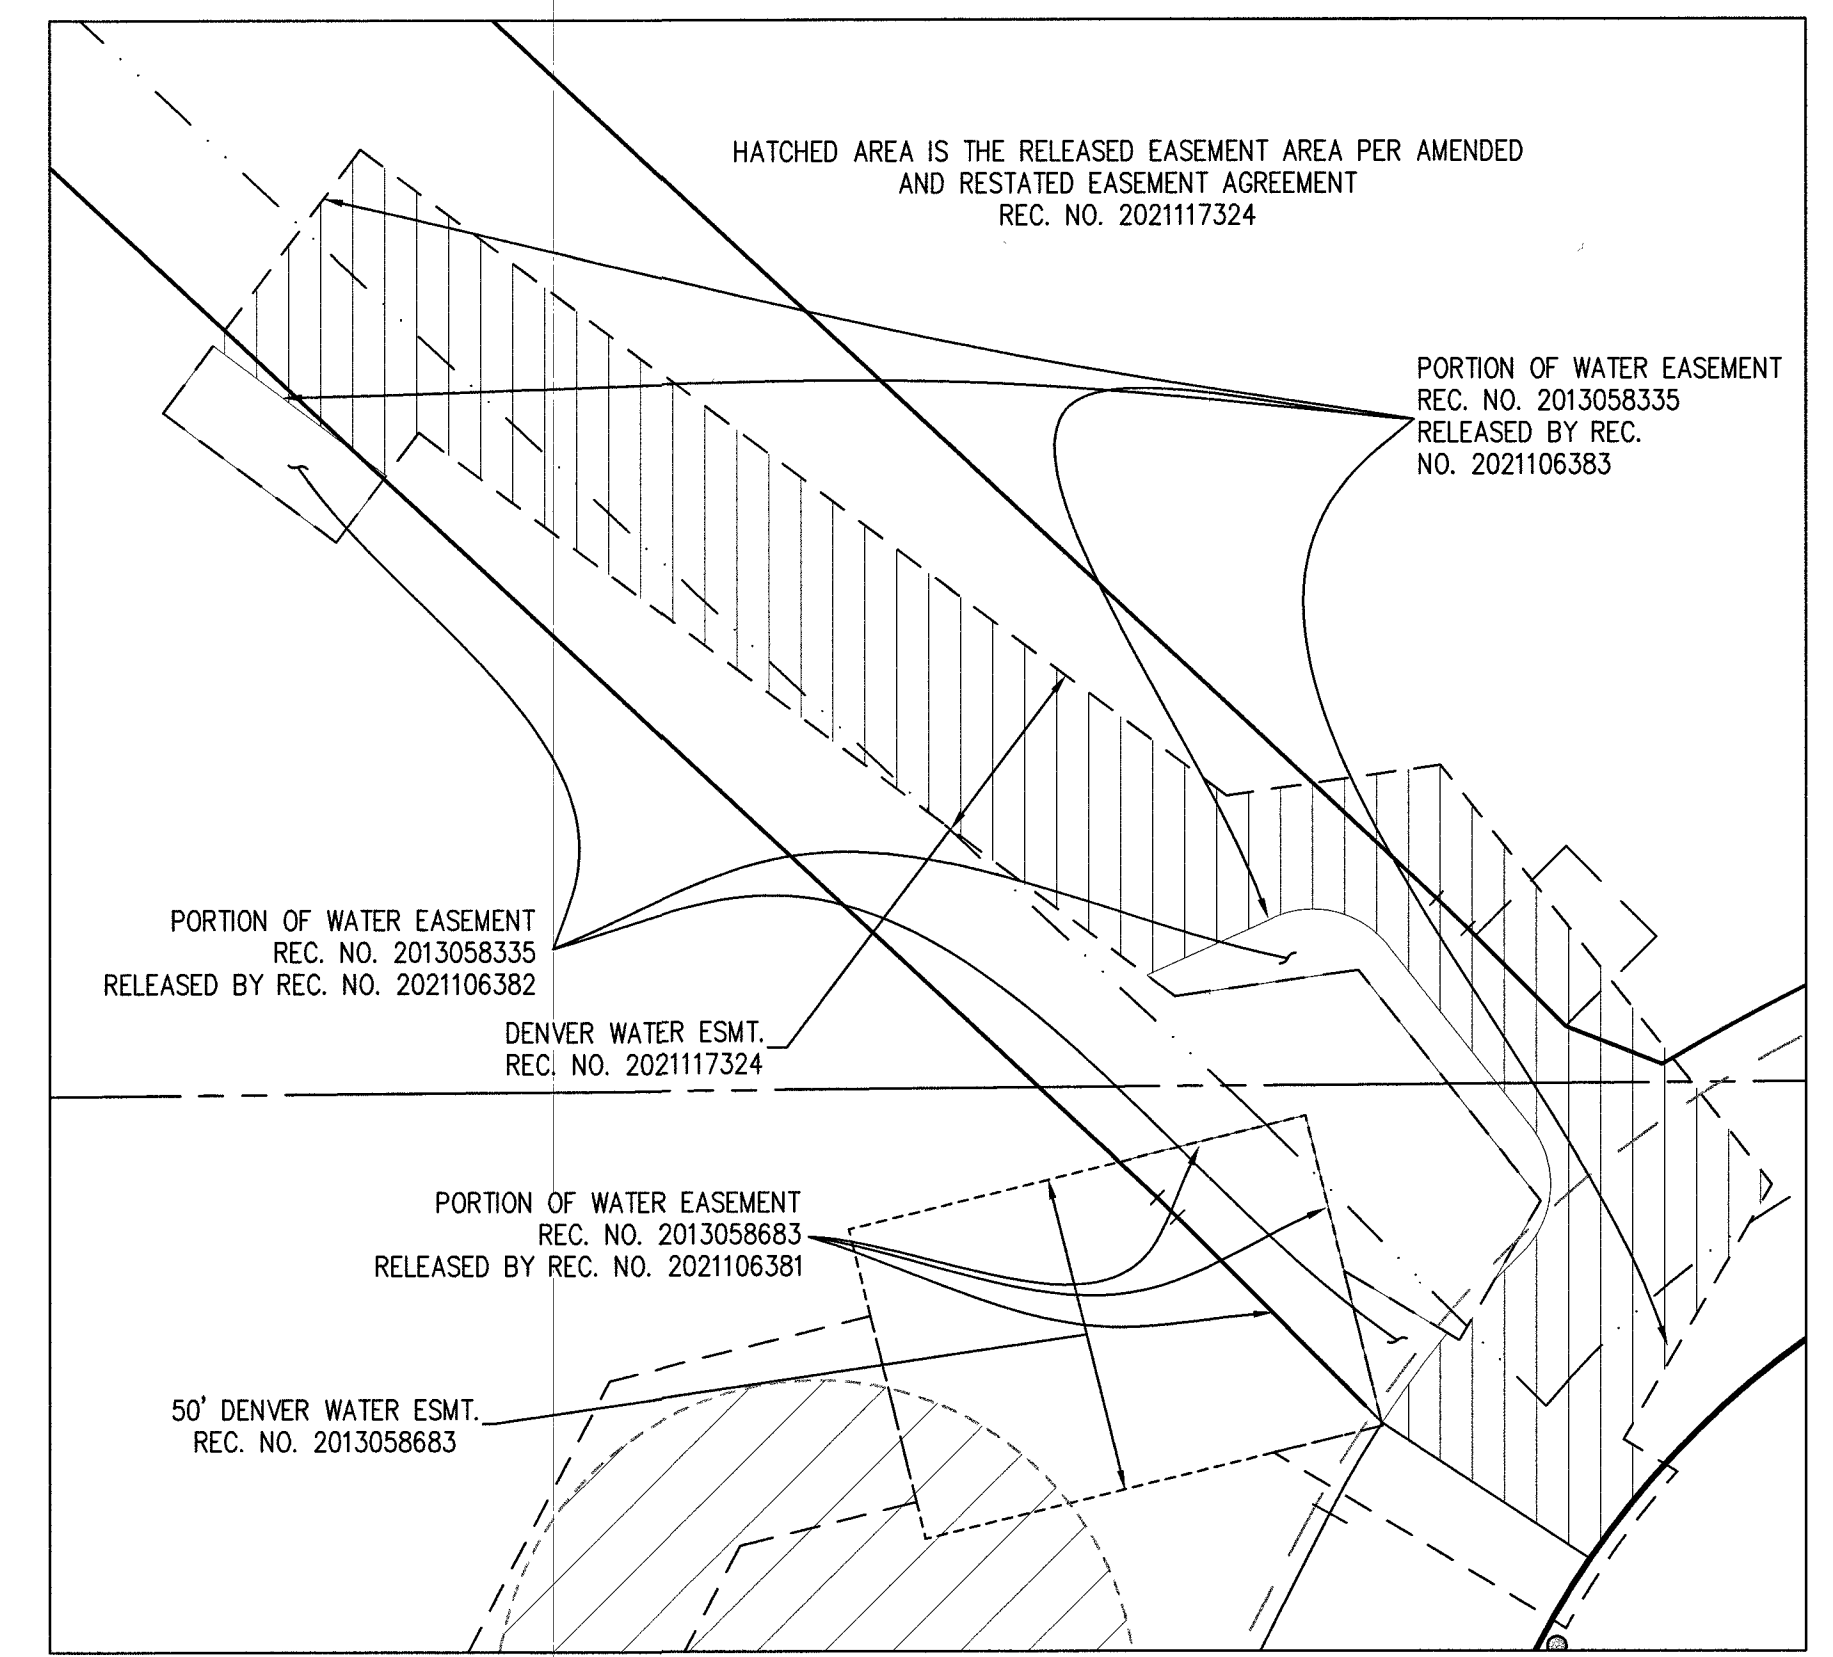 HATCHED AREA IS THE RELEASED EASEMENT AREA PER AMENDED
AND RESTATED EASEMENT AGREEMENT
REC. NO. 2021117324
PORTION OF WATER EASEMENT
REC. NO. 2013058335
RELEASED BY REC.
NO. 2021106383
PORTION OF WATER EASEMENT
REC. NO. 2013058335
RELEASED BY REC. NO. 2021106382
DENVER WATER ESMT.
REC. NO. 2021117324
PORTION OF WATER EASEMENT
REC. NO. 2013058683
RELEASED BY REC. NO. 2021106381
50' DENVER WATER ESMT.
REC. NO. 2013058683